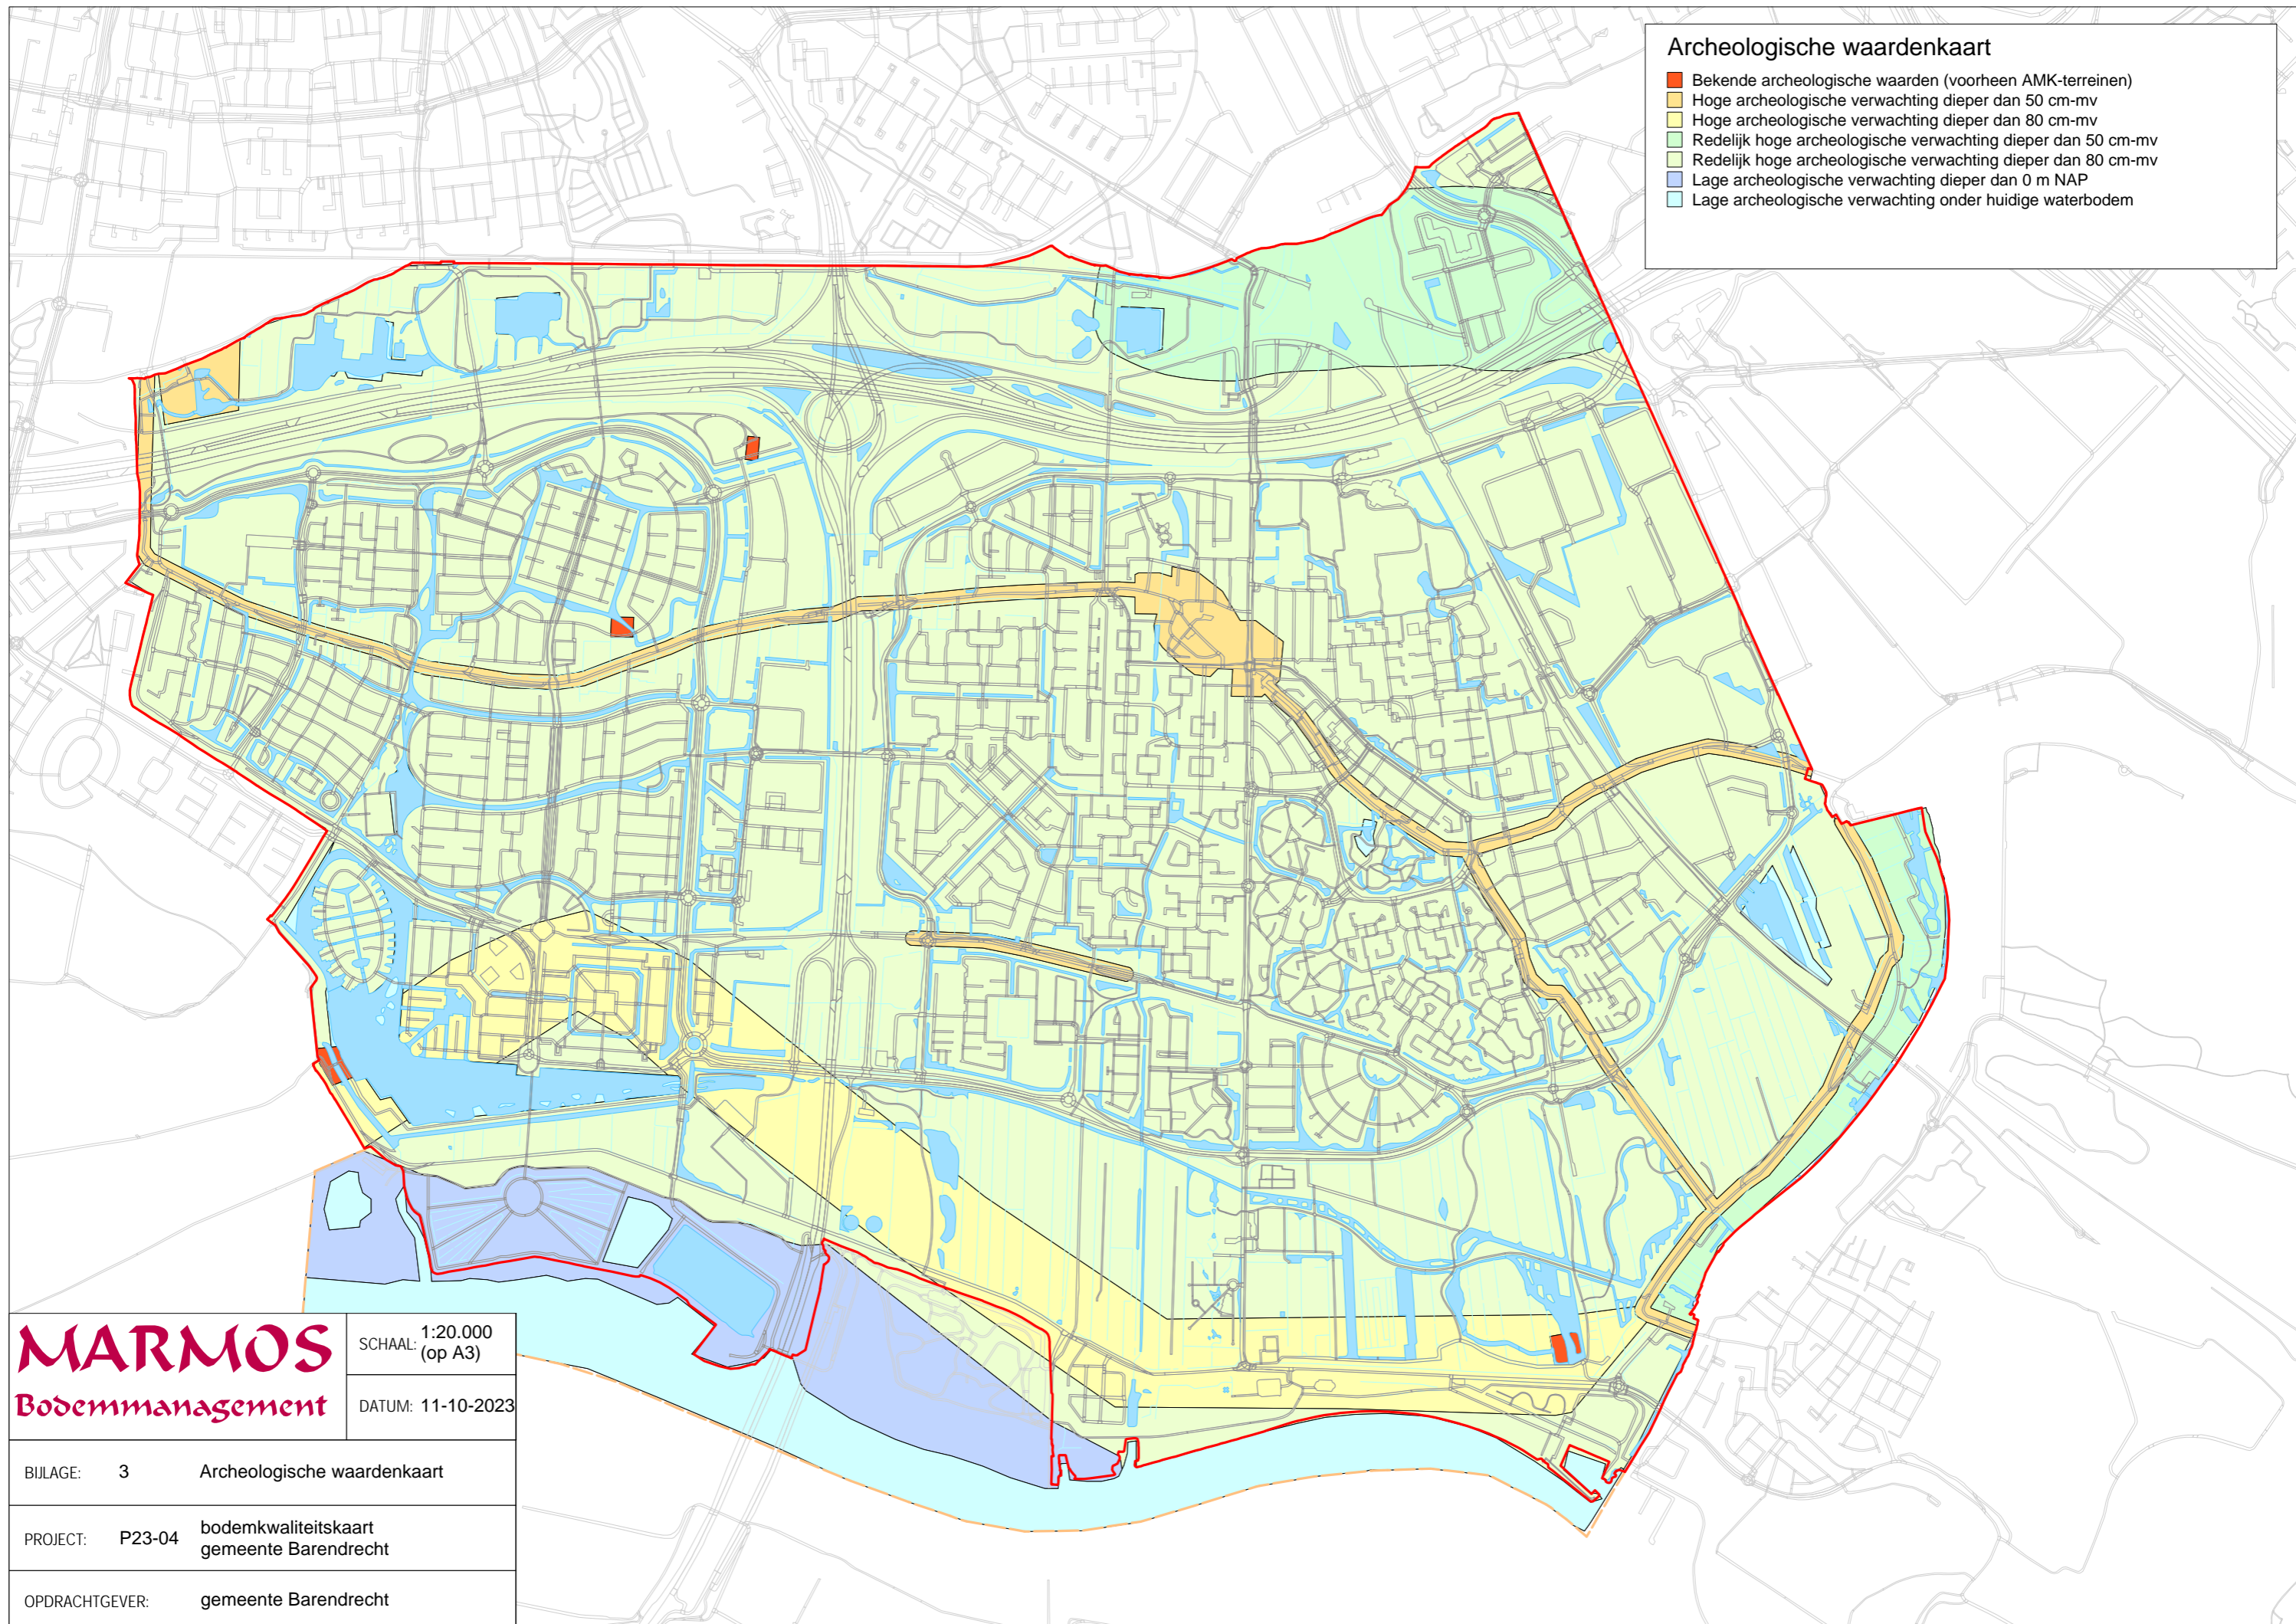 Archeologische waardenkaart
Bekende archeologische waarden (voorheen AMK-terreinen)
Hoge archeologische verwachting dieper dan 50 cm-mv
Hoge archeologische verwachting dieper dan 80 cm-mv
Redelijk hoge archeologische verwachting dieper dan 50 cm-mv
Redelijk hoge archeologische verwachting dieper dan 80 cm-mv
Lage archeologische verwachting dieper dan 0 m NAP
Lage archeologische verwachting onder huidige waterbodem
MARMOS
Bodemmanagement
SCHAAL: 1:20.000
(op A3)
DATUM: 11-10-2023
BIJLAGE: 3 Archeologische waardenkaart
PROJECT: P23-04 bodemkwaliteitskaart
gemeente Barendrecht
OPDRACHTGEVER: gemeente Barendrecht